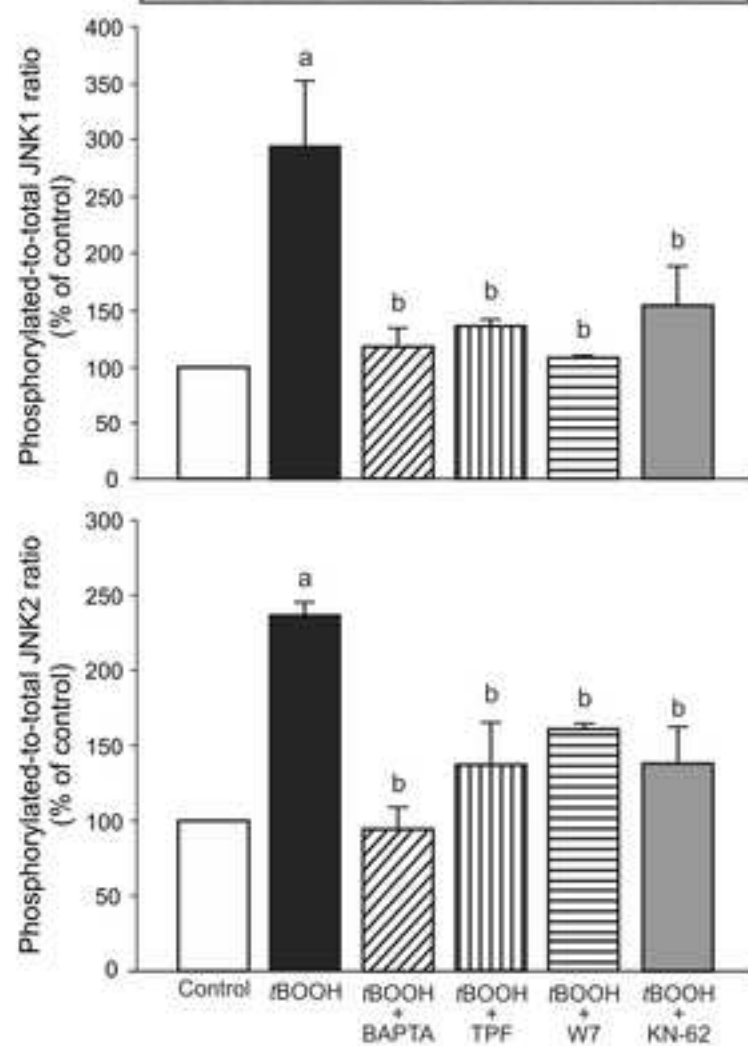 Phosphorylated-to-total JNK1 ratio
(% of control)
400
350
300
250
200
150
100
50
0
a
b
b
b
b
Phosphorylated-to-total JNK2 ratio
(% of control)
300
250
200
150
100
50
0
a
b
b
b
b
Control
tBOOH
tBOOH
+
BAPTA
tBOOH
+
TPF
tBOOH
+
W7
tBOOH
+
KN-62